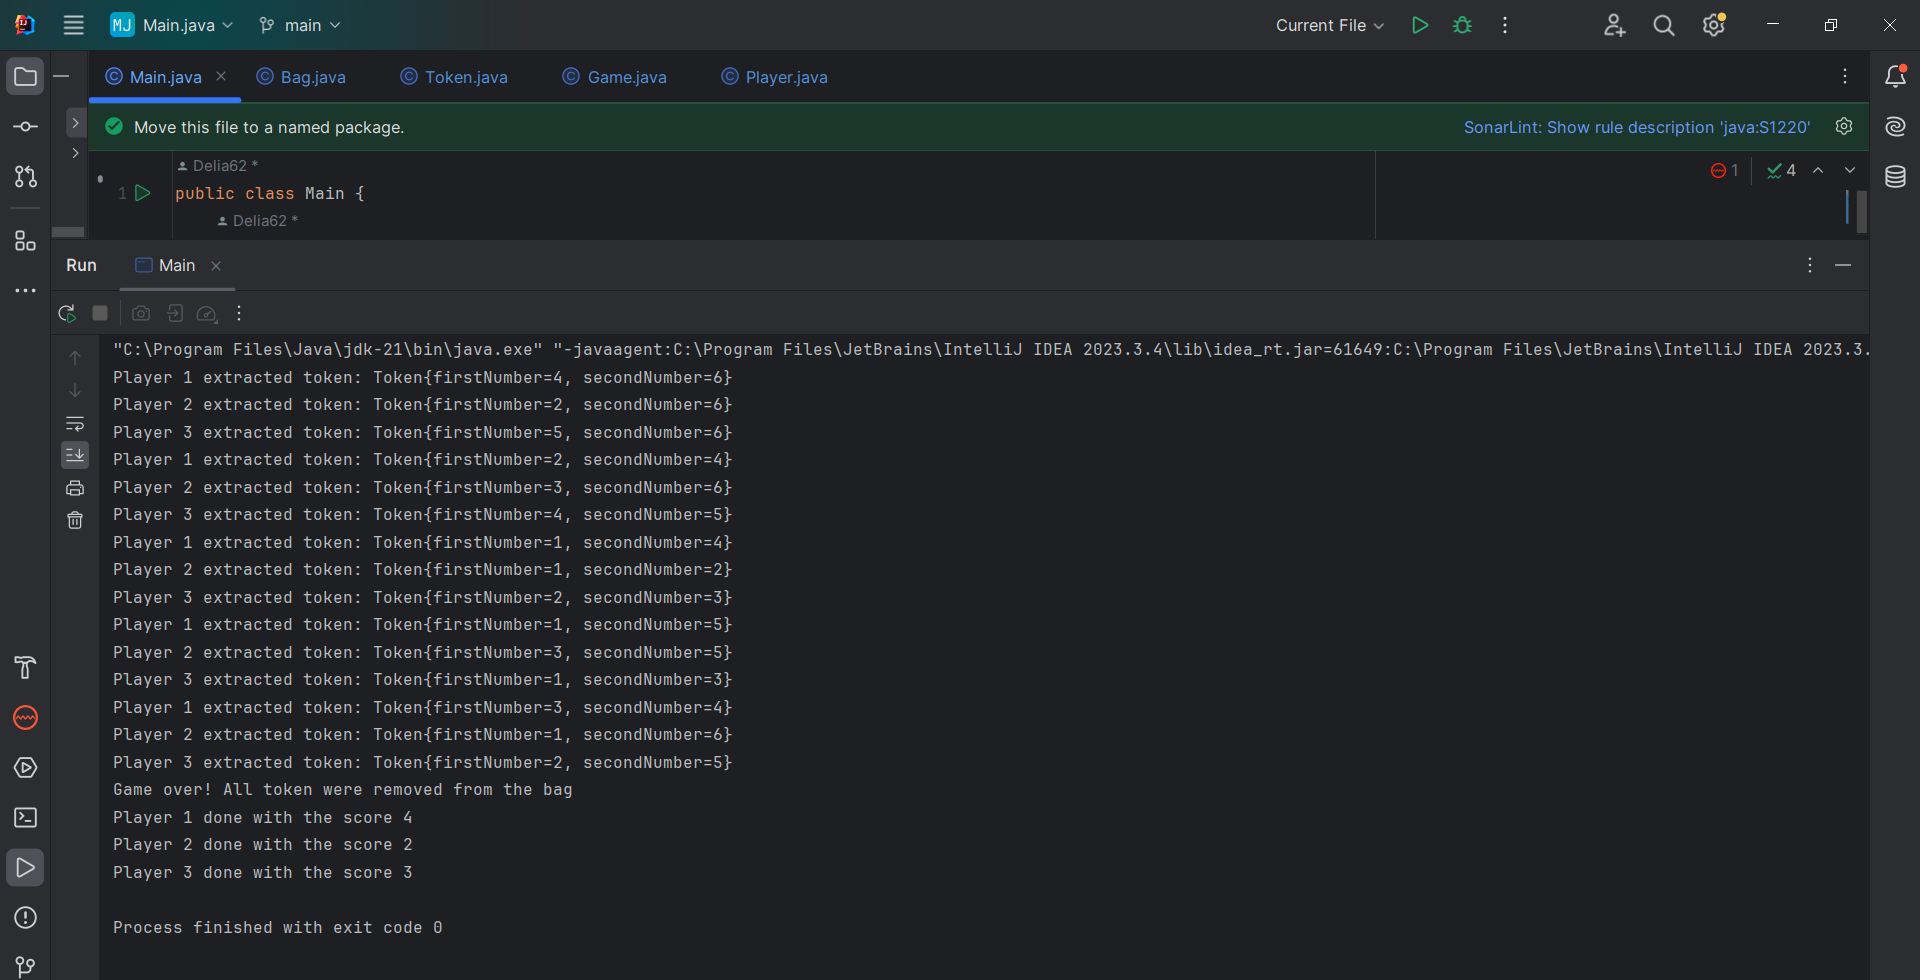 MJ Main.java main Current File
Main.java Bag.java Token.java Game.java Player.java
Move this file to a named package. SonarLint: Show rule description 'java:S1220'
Delia62 *
1 public class Main { 1 4
Delia62 *
Run Main
"C:\Program Files\Java\jdk-21\bin\java.exe" "-javaagent:C:\Program Files\JetBrains\IntelliJ IDEA 2023.3.4\lib\idea_rt.jar=61649:C:\Program Files\JetBrains\IntelliJ IDEA 2023.3.
Player 1 extracted token: Token{firstNumber=4, secondNumber=6}
Player 2 extracted token: Token{firstNumber=2, secondNumber=6}
Player 3 extracted token: Token{firstNumber=5, secondNumber=6}
Player 1 extracted token: Token{firstNumber=2, secondNumber=4}
Player 2 extracted token: Token{firstNumber=3, secondNumber=6}
Player 3 extracted token: Token{firstNumber=4, secondNumber=5}
Player 1 extracted token: Token{firstNumber=1, secondNumber=4}
Player 2 extracted token: Token{firstNumber=1, secondNumber=2}
Player 3 extracted token: Token{firstNumber=2, secondNumber=3}
Player 1 extracted token: Token{firstNumber=1, secondNumber=5}
Player 2 extracted token: Token{firstNumber=3, secondNumber=5}
Player 3 extracted token: Token{firstNumber=1, secondNumber=3}
Player 1 extracted token: Token{firstNumber=3, secondNumber=4}
Player 2 extracted token: Token{firstNumber=1, secondNumber=6}
Player 3 extracted token: Token{firstNumber=2, secondNumber=5}
Game over! All token were removed from the bag
Player 1 done with the score 4
Player 2 done with the score 2
Player 3 done with the score 3
Process finished with exit code 0